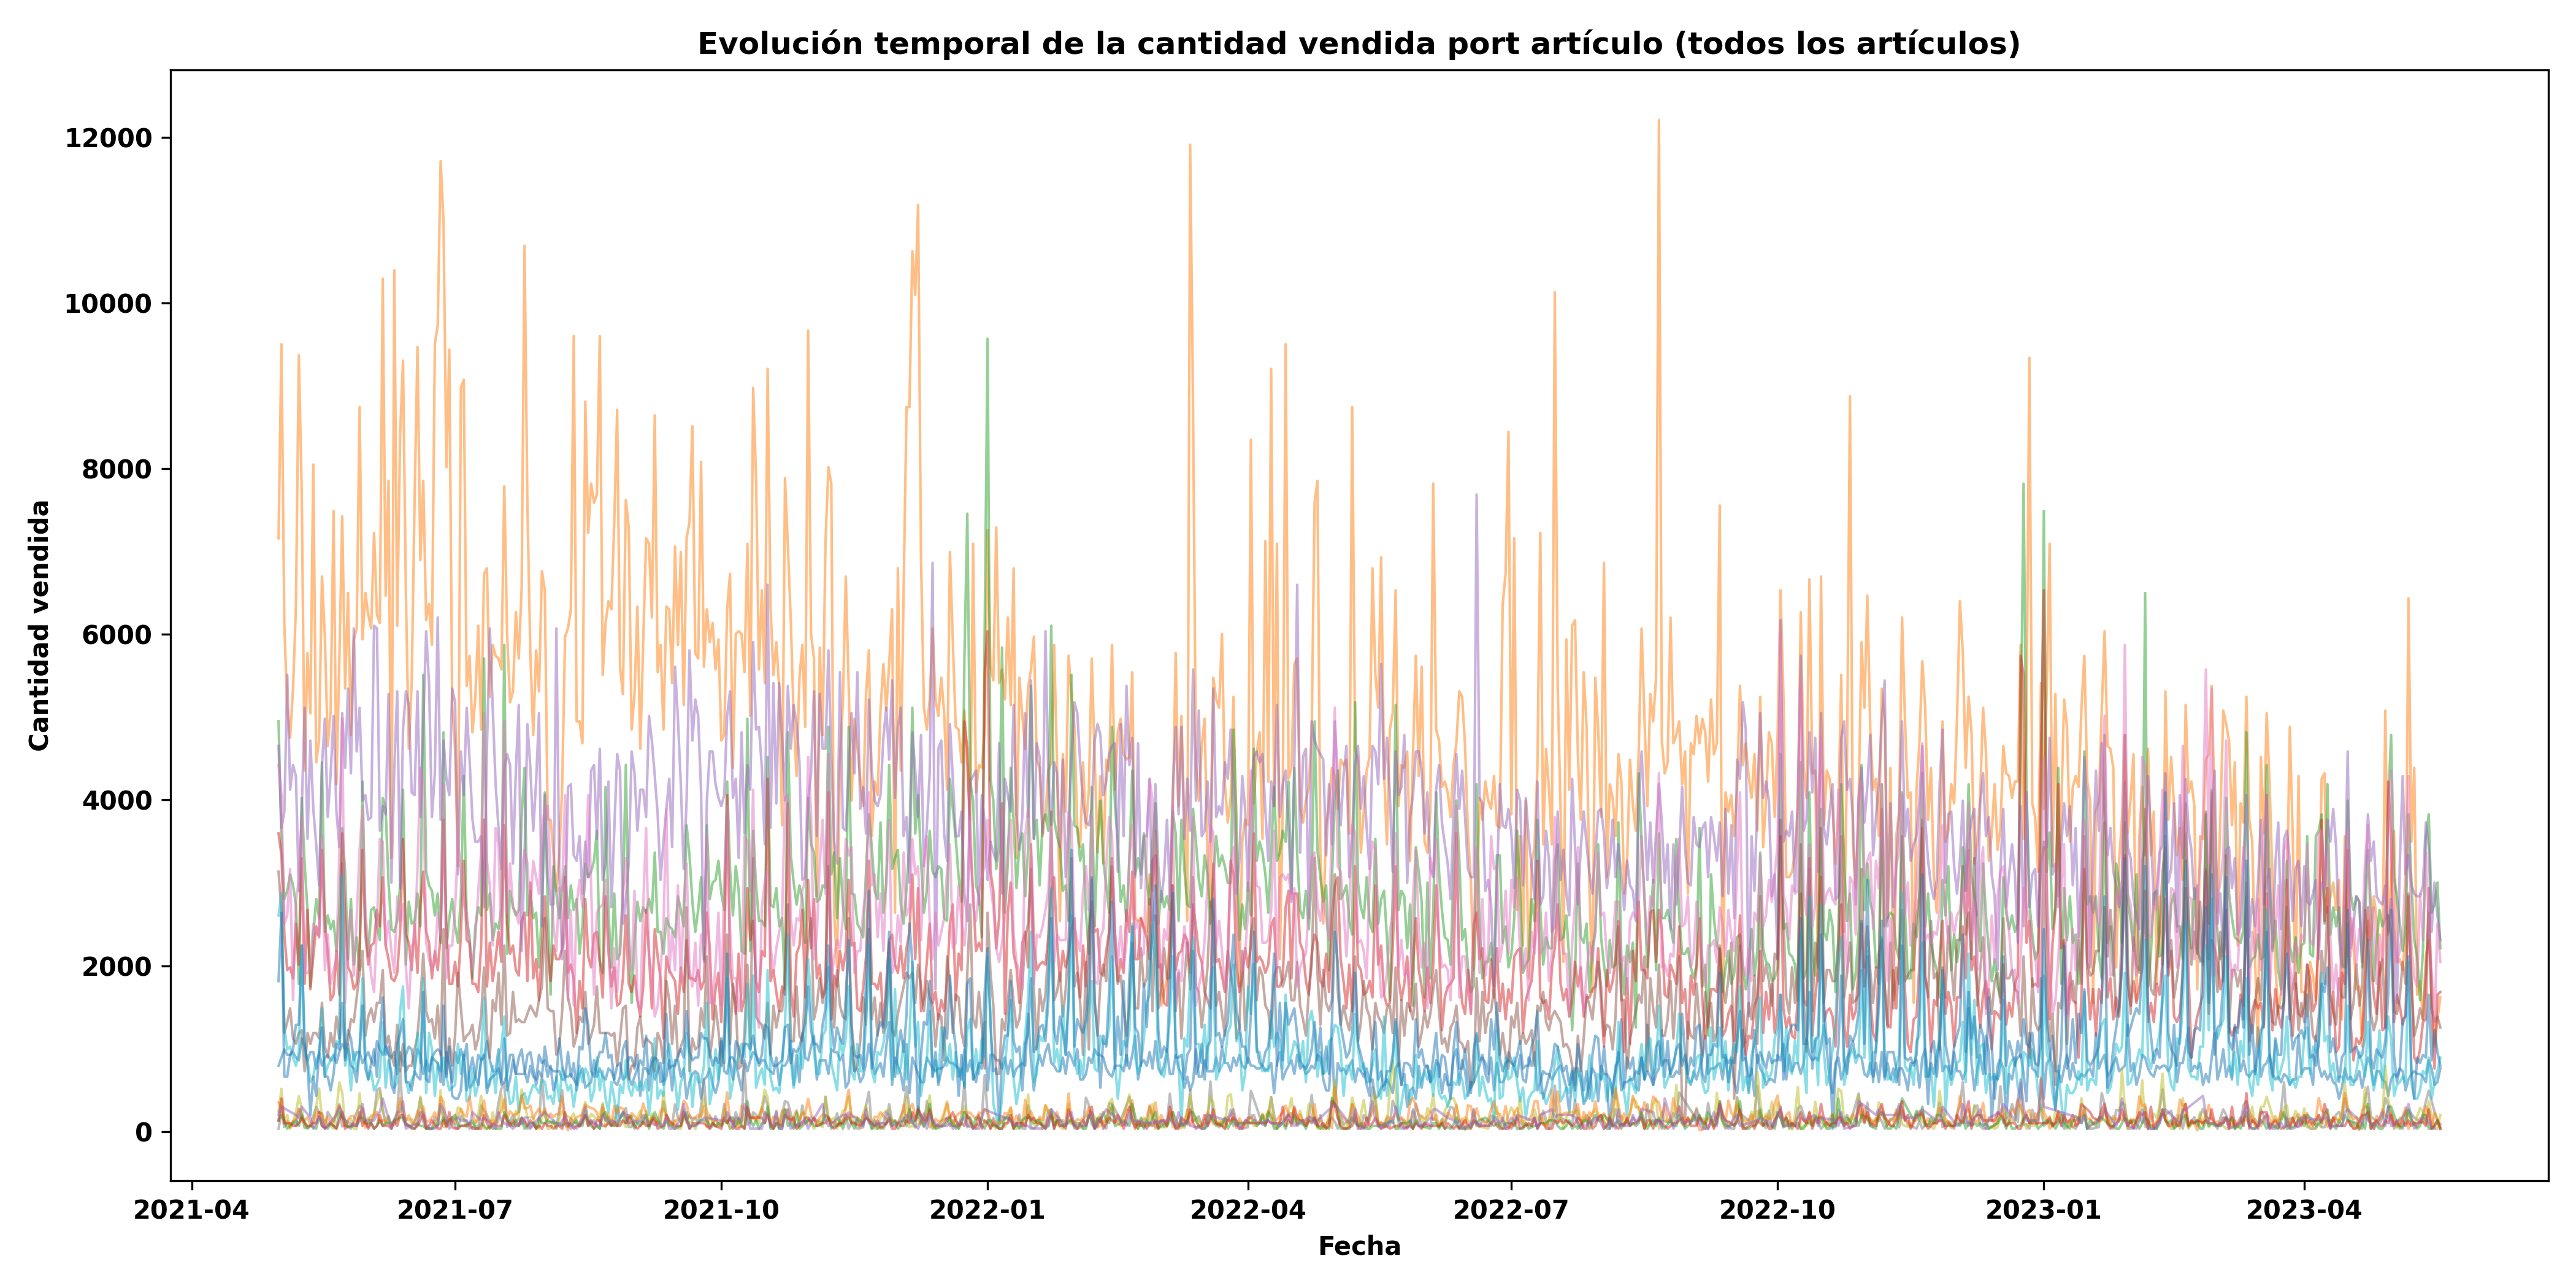 Evolución temporal de la cantidad vendida port artículo (todos los artículos)
Cantidad vendida
12000
10000
8000
6000
4000
2000
0
2021-04 2021-07 2021-10 2022-01 2022-04 2022-07 2022-10 2023-01 2023-04
Fecha